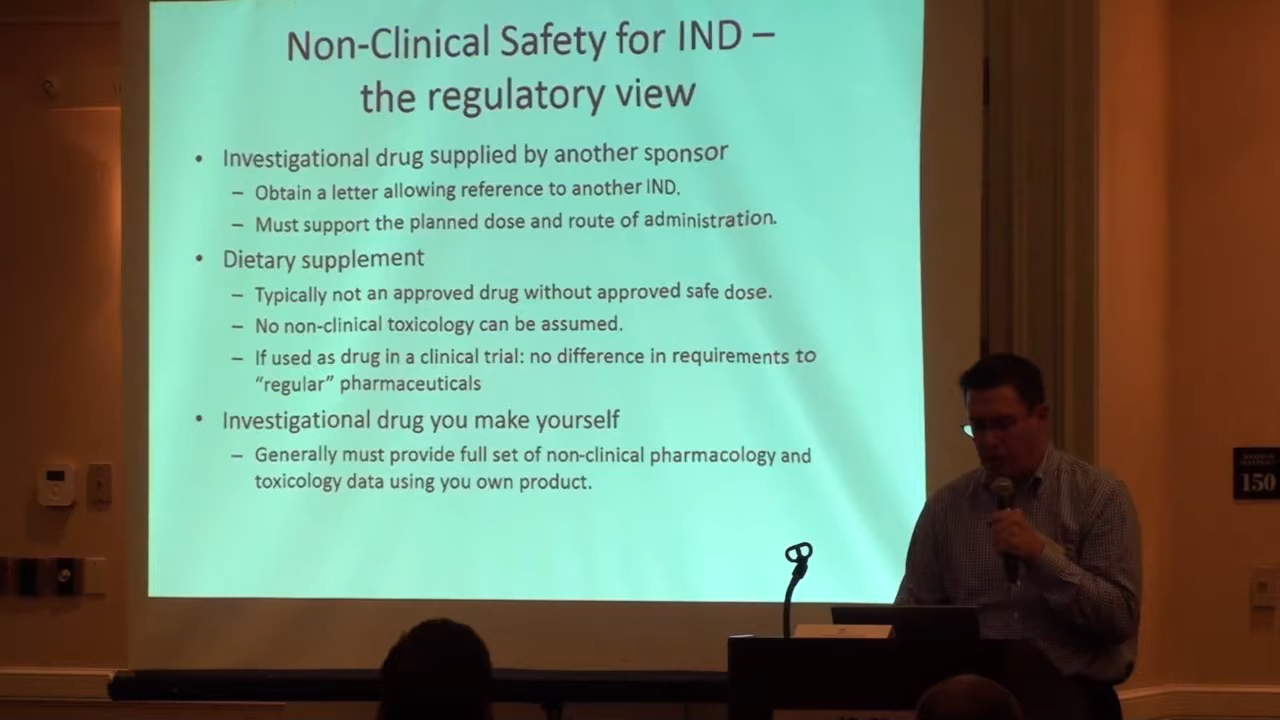 Non-Clinical Safety for IND –
the regulatory view
• Investigational drug supplied by another sponsor
– Obtain a letter allowing reference to another IND.
– Must support the planned dose and route of administration.
• Dietary supplement
– Typically not an approved drug without approved safe dose.
– No non-clinical toxicology can be assumed.
– If used as drug in a clinical trial: no difference in requirements to
“regular” pharmaceuticals
• Investigational drug you make yourself
– Generally must provide full set of non-clinical pharmacology and
toxicology data using you own product.
150